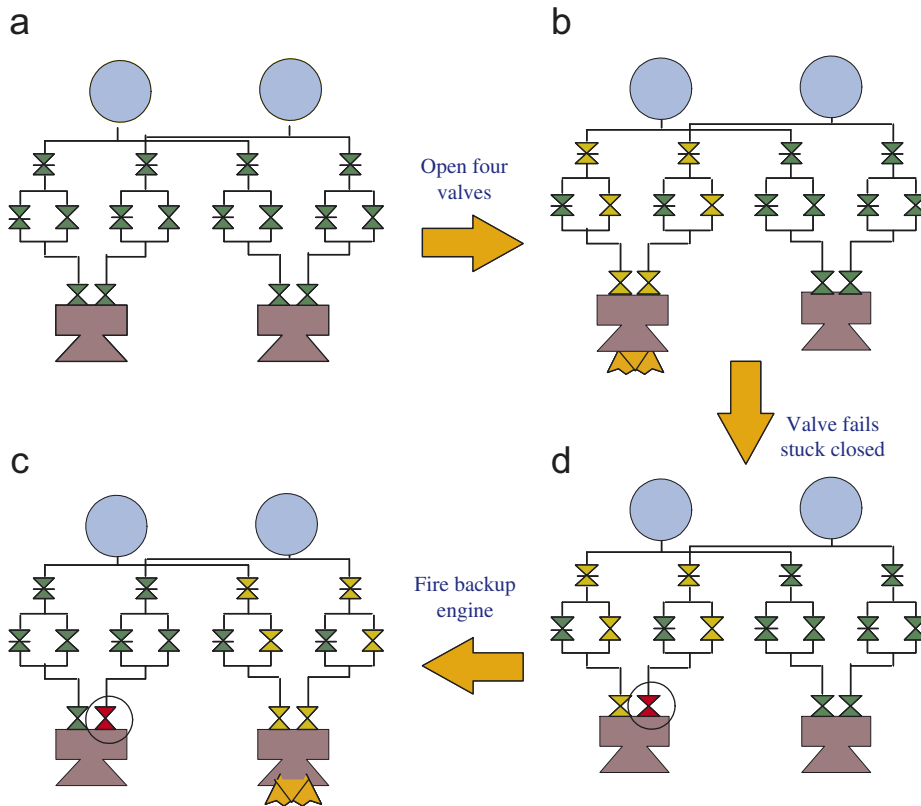 a
b
Open four
valves
Valve fails
stuck closed
c
d
Fire backup
engine